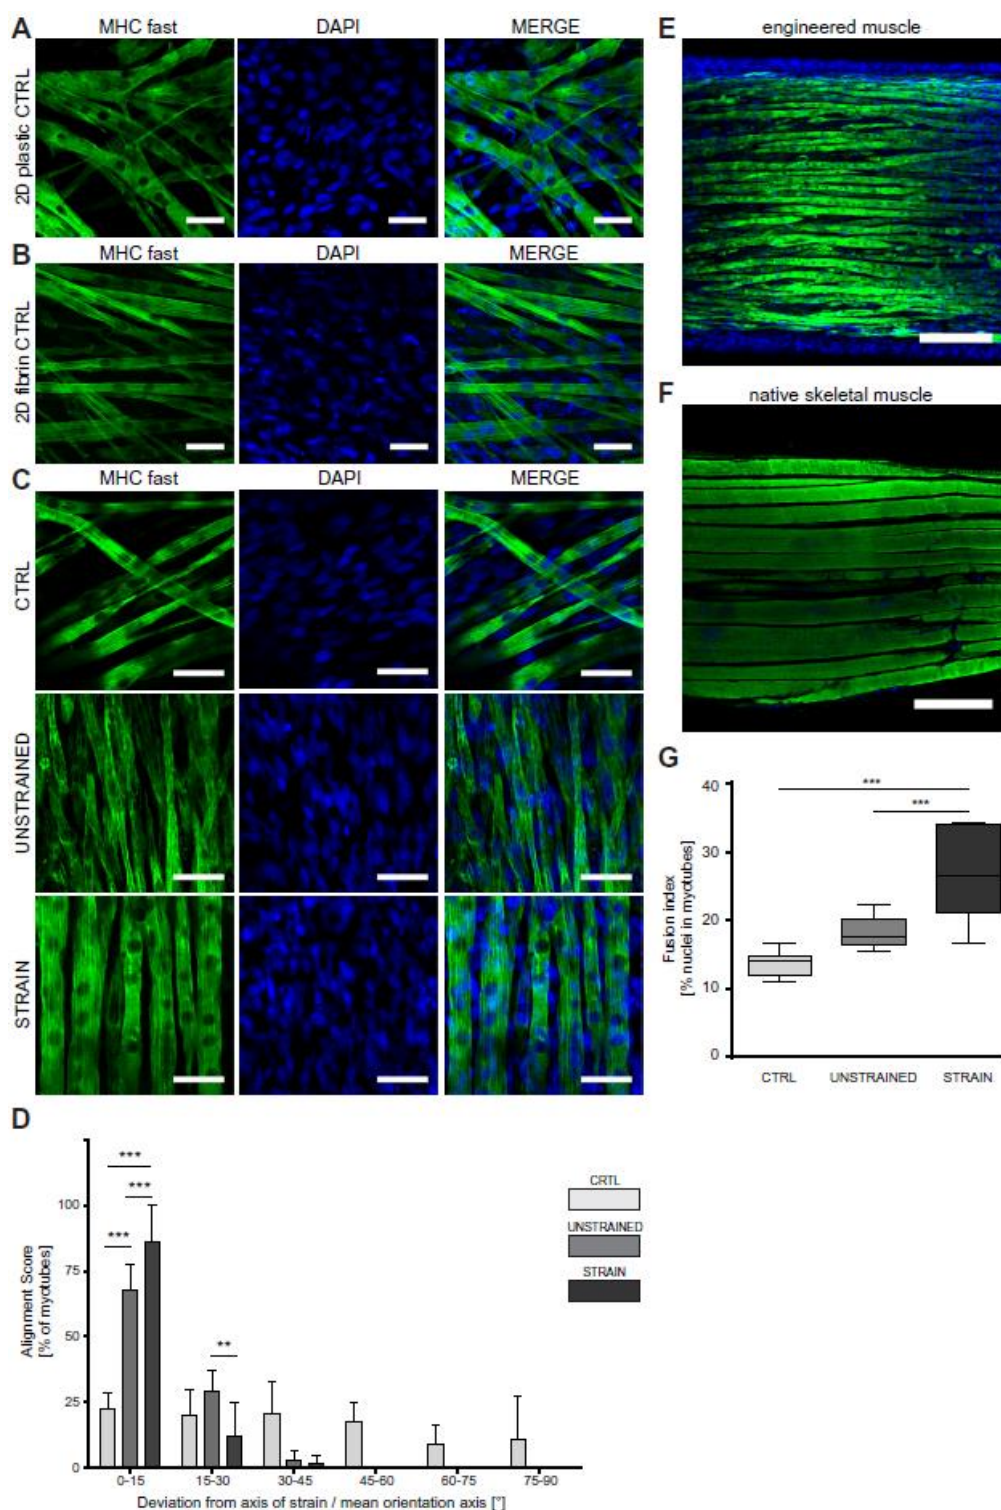 A
MHC fast
DAPI
MERGE
2D plastic CTRL
B
MHC fast
DAPI
MERGE
2D fibrin CTRL
C
MHC fast
DAPI
MERGE
CTRL
UNSTRAINED
STRAIN
D
Alignment Score
[% of myotubes]
100
75
50
25
0
***
***
***
**
0-15
15-30
30-45
45-60
60-75
75-90
Deviation from axis of strain / mean orientation axis [°]
CRTL
UNSTRAINED
STRAIN
E
engineered muscle
F
native skeletal muscle
G
Fusion index
[% nuclei in myotubes]
40
30
20
10
0
***
***
CTRL
UNSTRAINED
STRAIN